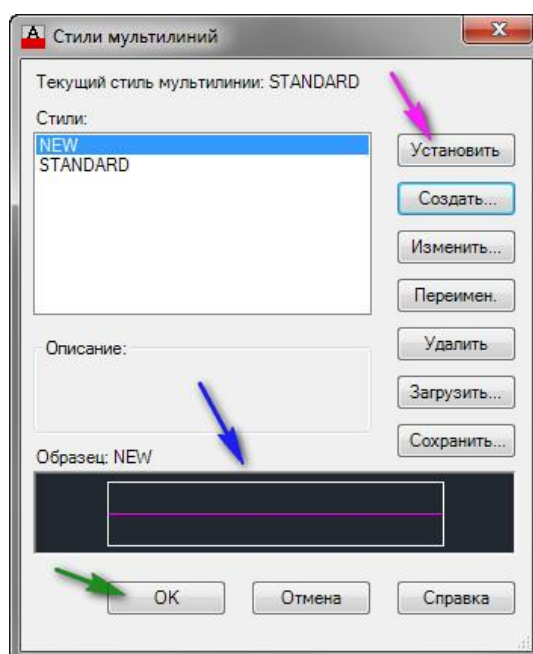 Стили мультилиний
Текущий стиль мультилинии: STANDARD
Стили:
NEW
STANDARD
Установить
Создать...
Изменить...
Переимен.
Удалить
Загрузить...
Сохранить...
Описание:
Образец: NEW
OK
Отмена
Справка